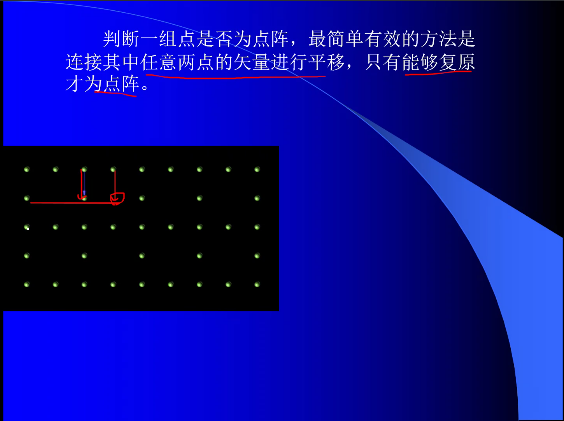 判断一组点是否为点阵，最简单有效的方法是
连接其中任意两点的矢量进行平移，只有能够复原
才为点阵。